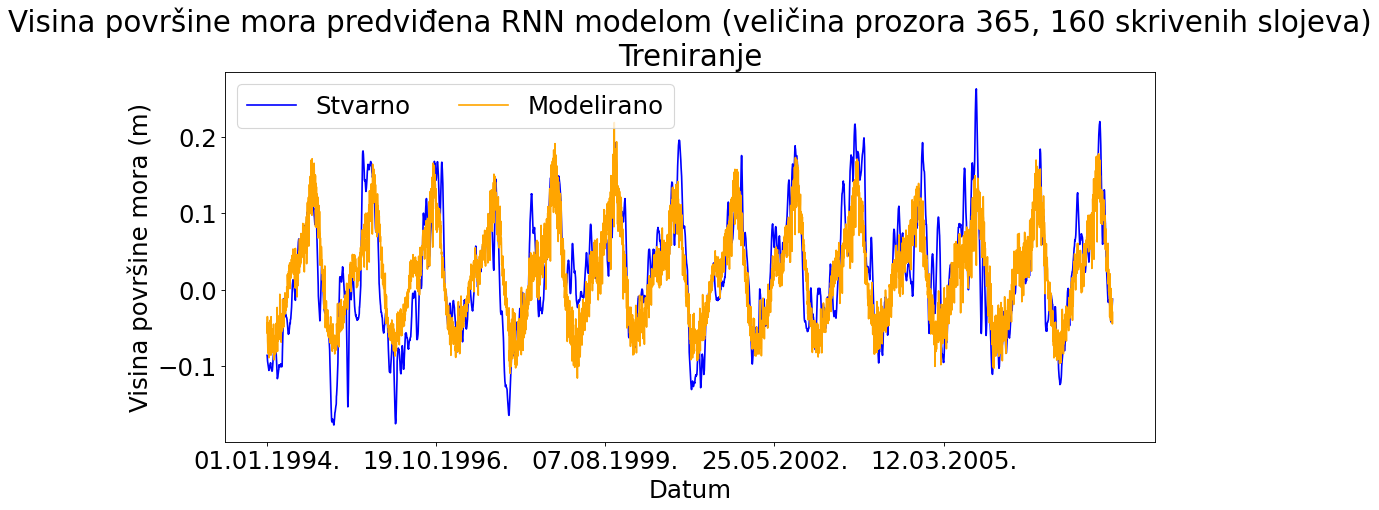 Visina površine mora predviđena RNN modelom (veličina prozora 365, 160 skrivenih slojeva)
Treniranje
Stvarno
Modelirano
Visina površine mora (m)
0.2
0.1
0.0
−0.1
01.01.1994.
19.10.1996.
07.08.1999.
25.05.2002.
12.03.2005.
Datum